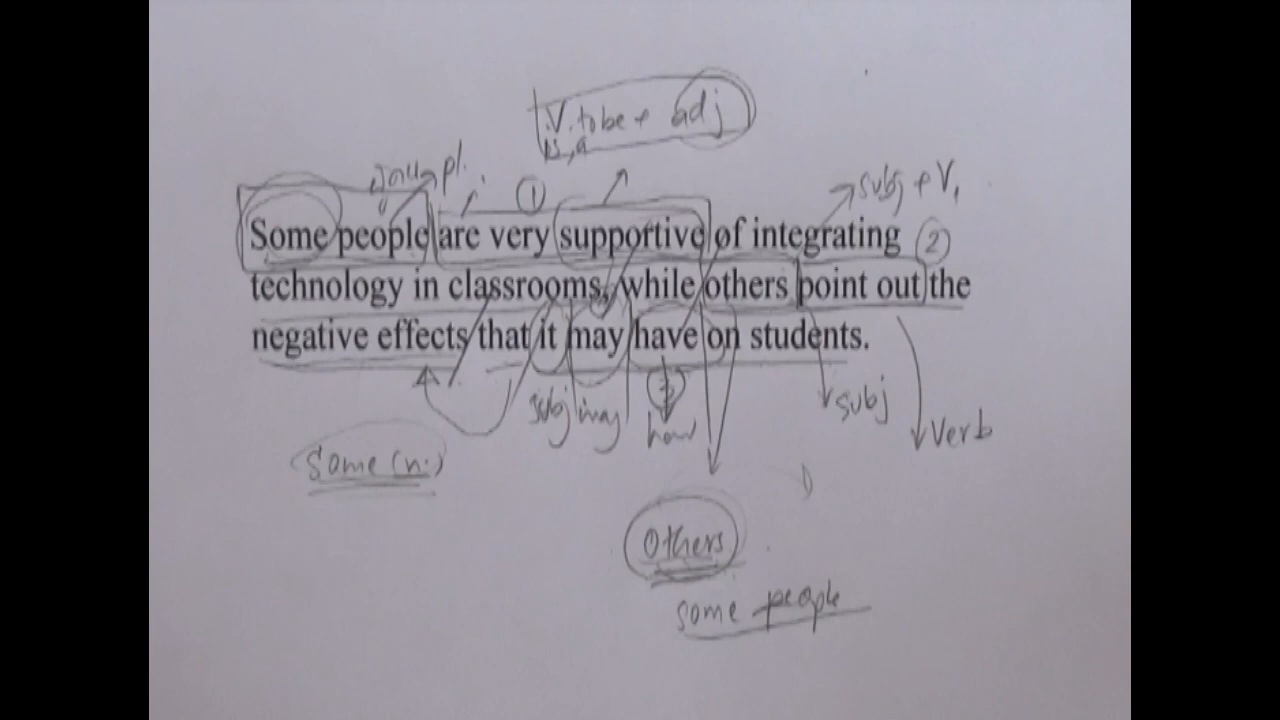 V. to be + adj
is, a
pl.
subj + V1
1
Some people are very supportive of integrating
2
technology in classrooms, while others point out the
negative effects that it may have on students.
subj may
subj
Verb
Some (n.)
Others
some people